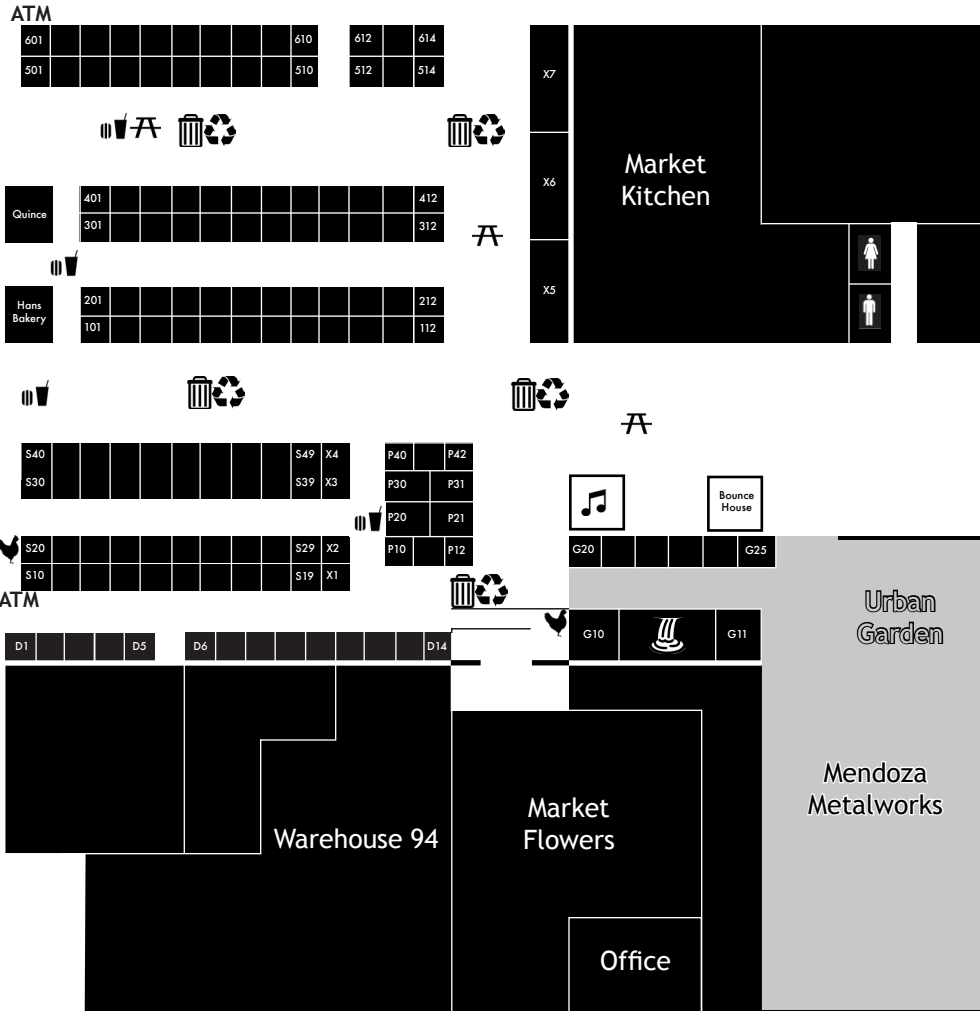 ATM
601
610
612
614
501
510
512
514
X7
Market
Kitchen
X6
Quince
401
412
301
312
X5
Hans
Bakery
201
212
101
112
S40
S49
X4
P40
P42
S30
S39
X3
P30
P31
Bounce
House
P20
P21
S20
S29
X2
P10
P12
G20
G25
S10
S19
X1
ATM
Urban
Garden
D1
D5
D6
D14
G10
G11
Mendoza
Metalworks
Market
Flowers
Warehouse 94
Office